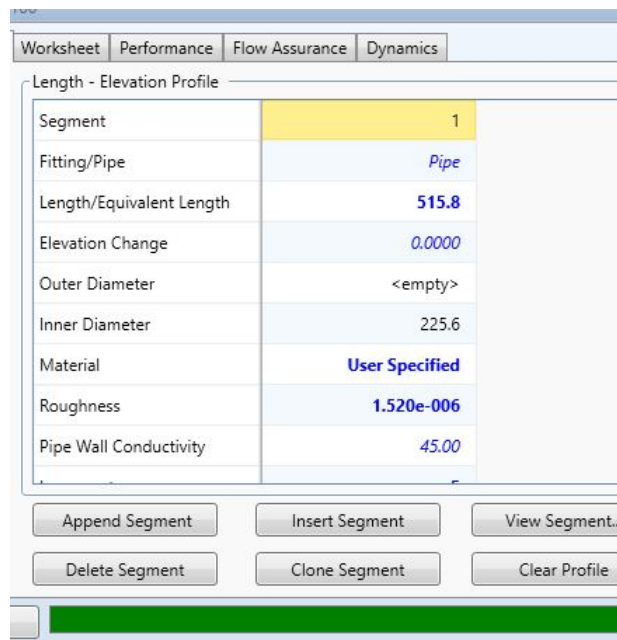 Worksheet Performance Flow Assurance Dynamics
Length - Elevation Profile
Segment 1
Fitting/Pipe Pipe
Length/Equivalent Length 515.8
Elevation Change 0.0000
Outer Diameter <empty>
Inner Diameter 225.6
Material User Specified
Roughness 1.520e-006
Pipe Wall Conductivity 45.00
Append Segment Insert Segment View Segment..
Delete Segment Clone Segment Clear Profile